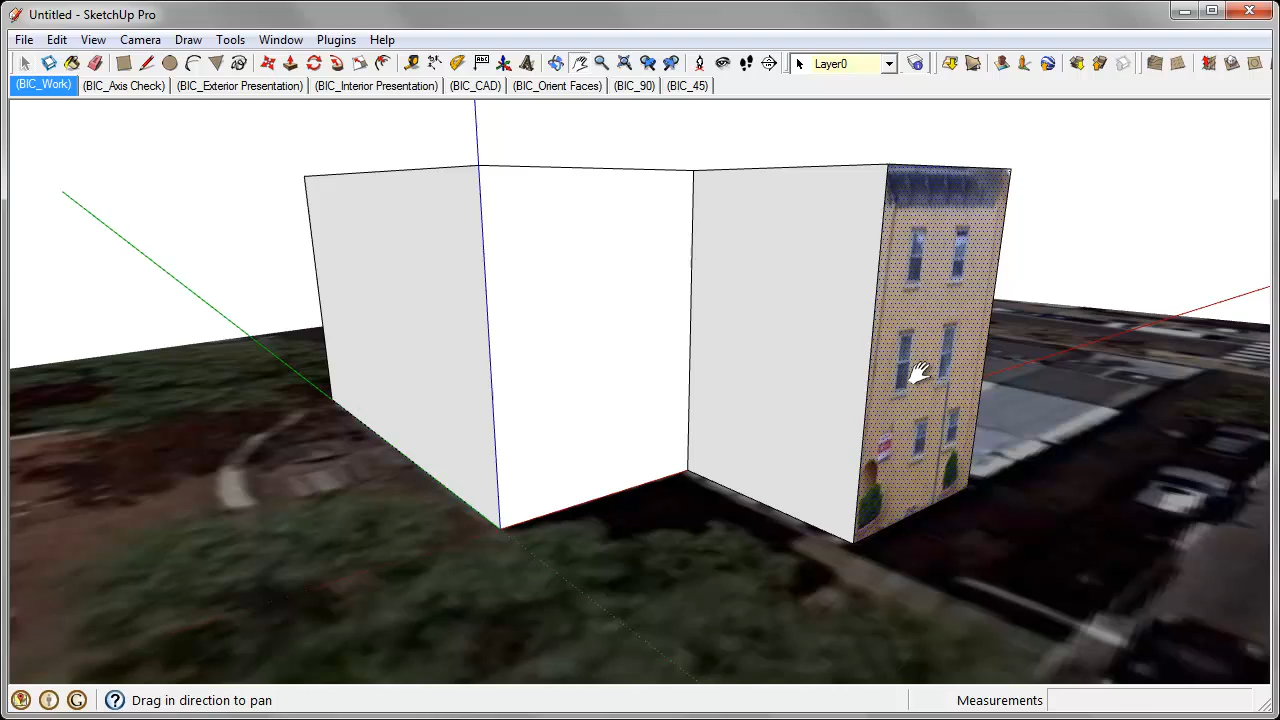 Untitled - SketchUp Pro
File Edit View Camera Draw Tools Window Plugins Help
Layer0
(BIC_Work) (BIC_Axis Check) (BIC_Exterior Presentation) (BIC_Interior Presentation) (BIC_CAD) (BIC_Orient Faces) (BIC_90) (BIC_45)
Drag in direction to pan Measurements